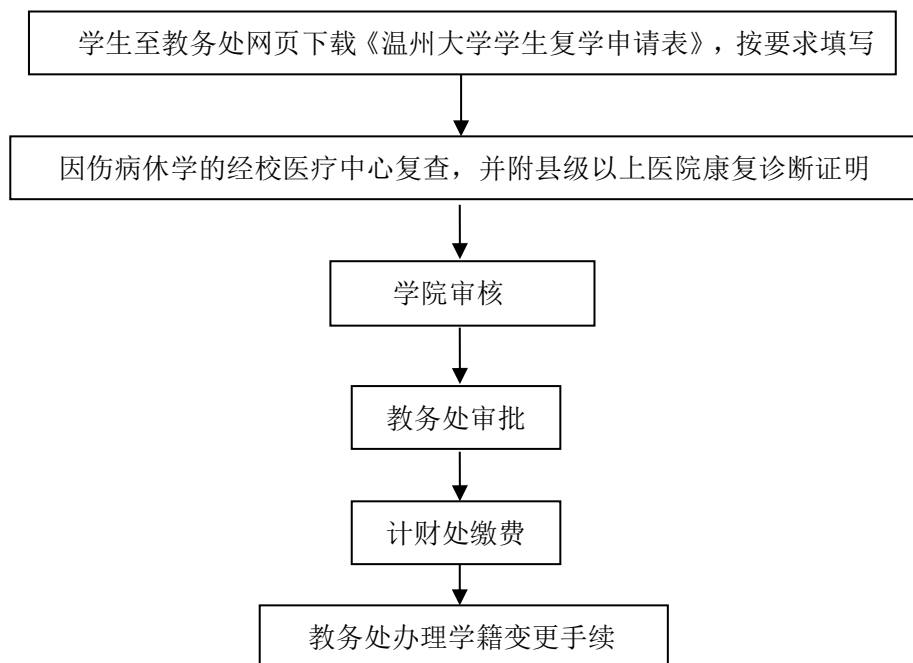 学生至教务处网页下载《温州大学学生复学申请表》，按要求填写
因伤病休学的经校医疗中心复查，并附县级以上医院康复诊断证明
学院审核
教务处审批
计财处缴费
教务处办理学籍变更手续